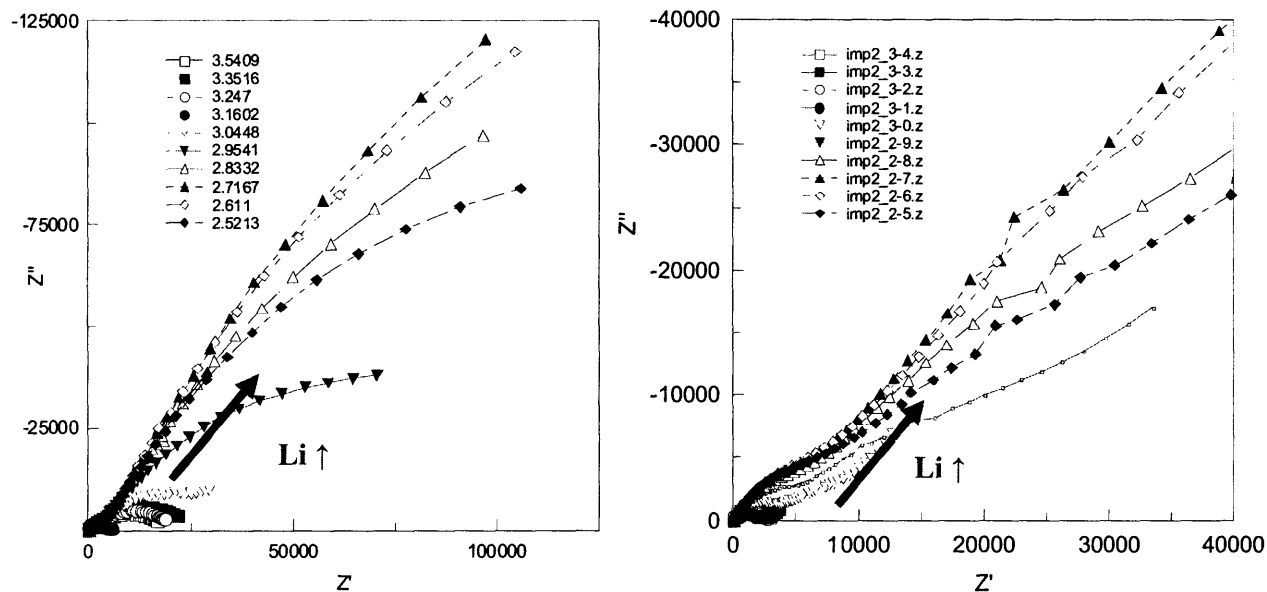 -125000
-75000
-25000
0
Z''
3.5409
3.3516
3.247
3.1602
3.0448
2.9541
2.8332
2.7167
2.611
2.5213
Li ↑
0
50000
100000
Z'
-40000
-30000
-20000
-10000
0
Z''
imp2_3-4.z
imp2_3-3.z
imp2_3-2.z
imp2_3-1.z
imp2_3-0.z
imp2_2-9.z
imp2_2-8.z
imp2_2-7.z
imp2_2-6.z
imp2_2-5.z
Li ↑
0
10000
20000
30000
40000
Z'